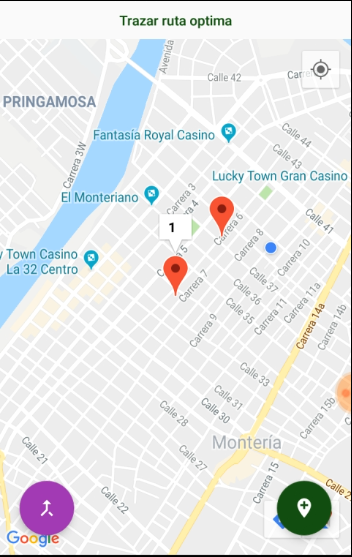 Trazar ruta optima
Avenida
Calle 42
Carre
PRINGAMOSA
Fantasía Royal Casino
Calle 44
Calle 43
Carrera 3W
Lucky Town Gran Casino
El Monteriano
Carrera 3
Carrera 4
Carrera 6
Calle 41
1
Carrera 8
Carrera 10
y Town Casino
La 32 Centro
5
Carrera 7
Calle 37
Calle 36
Calle 35
Carrera 11
Carrera 11a
Carrera 14a
Carrera 14b
Carrera 9
Calle 33
Calle 31
Calle 30
Calle 28
Carrera 15b
Montería
Calle 27
Calle 21
Calle 22
Carrera 15
Calle 2
Google